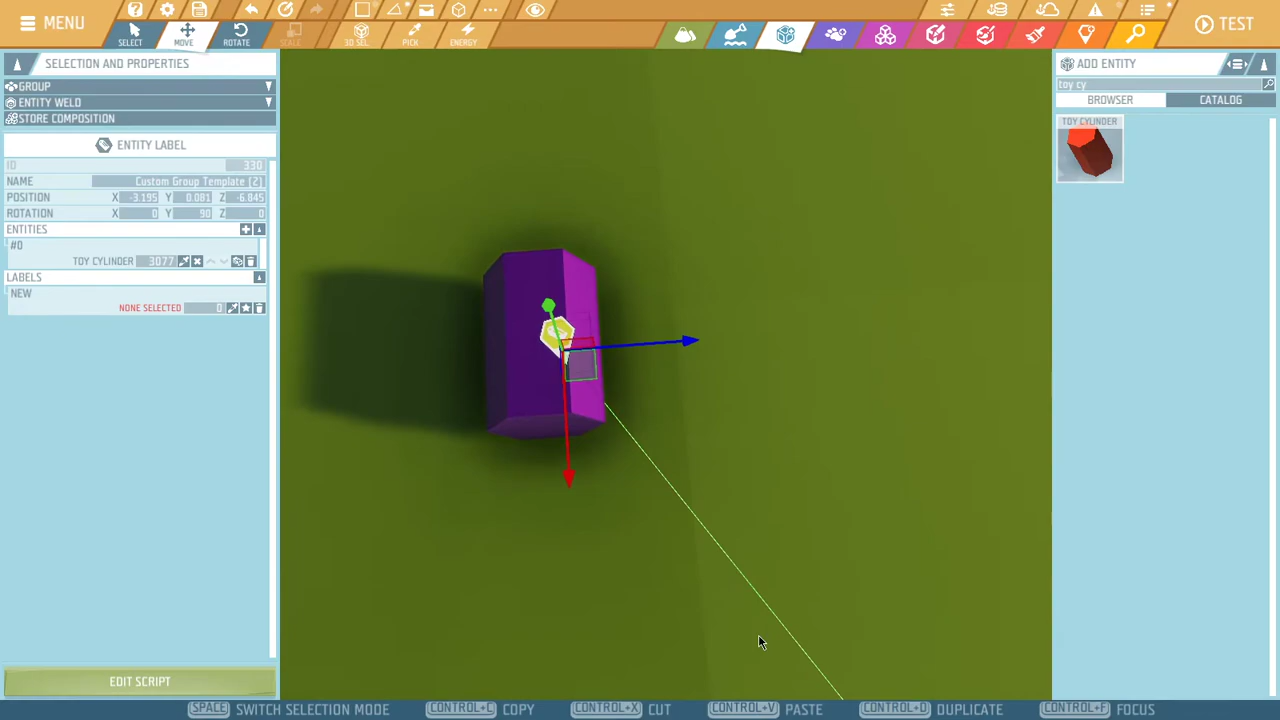 MENU
SELECT
MOVE
ROTATE
SCALE
3D SEL.
PICK
ENERGY
TEST
SELECTION AND PROPERTIES
GROUP
ENTITY WELD
STORE COMPOSITION
ENTITY LABEL
ID 330
NAME Custom Group Template [2]
POSITION X -3.195 Y 0.081 Z -6.845
ROTATION X 0 Y 90 Z 0
ENTITIES
#0
TOY CYLINDER 3077
LABELS
NEW
NONE SELECTED 0
EDIT SCRIPT
ADD ENTITY
toy cy
BROWSER CATALOG
TOY CYLINDER
SPACE SWITCH SELECTION MODE CONTROL+C COPY CONTROL+X CUT CONTROL+V PASTE CONTROL+D DUPLICATE CONTROL+F FOCUS